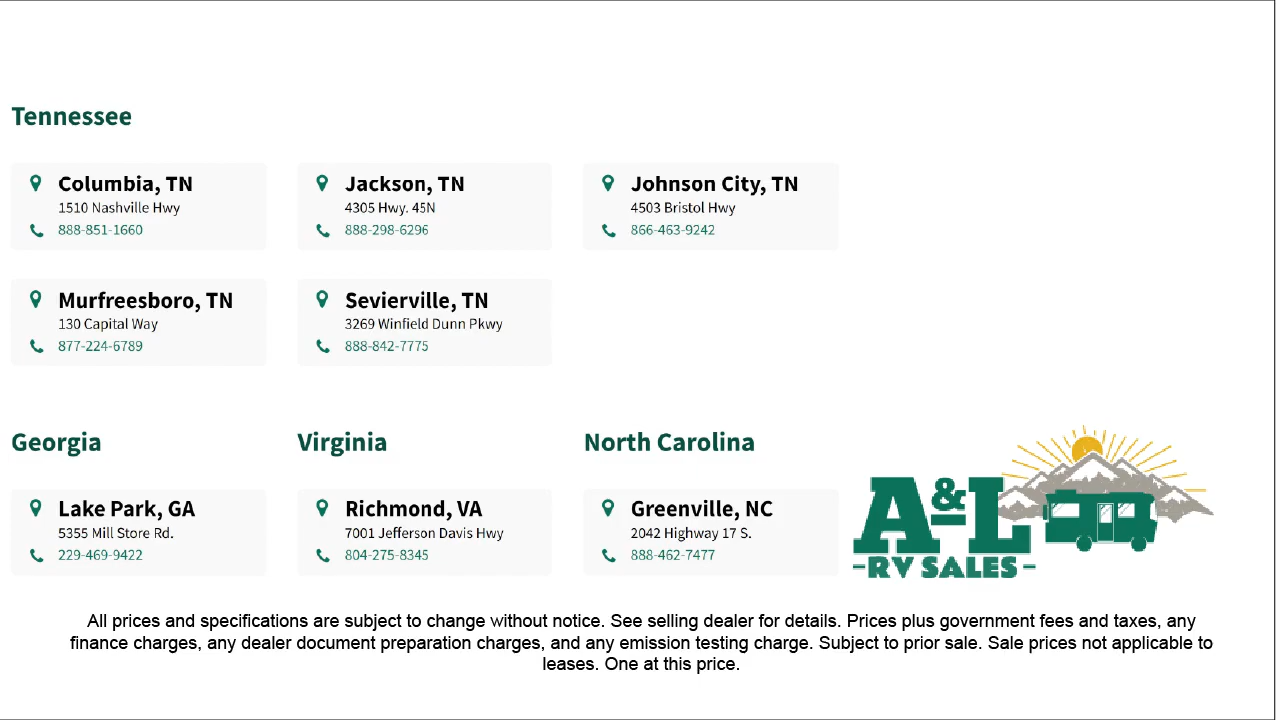 Tennessee
Columbia, TN
1510 Nashville Hwy
888-851-1660
Jackson, TN
4305 Hwy. 45N
888-298-6296
Johnson City, TN
4503 Bristol Hwy
866-463-9242
Murfreesboro, TN
130 Capital Way
877-224-6789
Sevierville, TN
3269 Winfield Dunn Pkwy
888-842-7775
Georgia
Lake Park, GA
5355 Mill Store Rd.
229-469-9422
Virginia
Richmond, VA
7001 Jefferson Davis Hwy
804-275-8345
North Carolina
Greenville, NC
2042 Highway 17 S.
888-462-7477
A&L
-RV SALES-
All prices and specifications are subject to change without notice. See selling dealer for details. Prices plus government fees and taxes, any
finance charges, any dealer document preparation charges, and any emission testing charge. Subject to prior sale. Sale prices not applicable to
leases. One at this price.